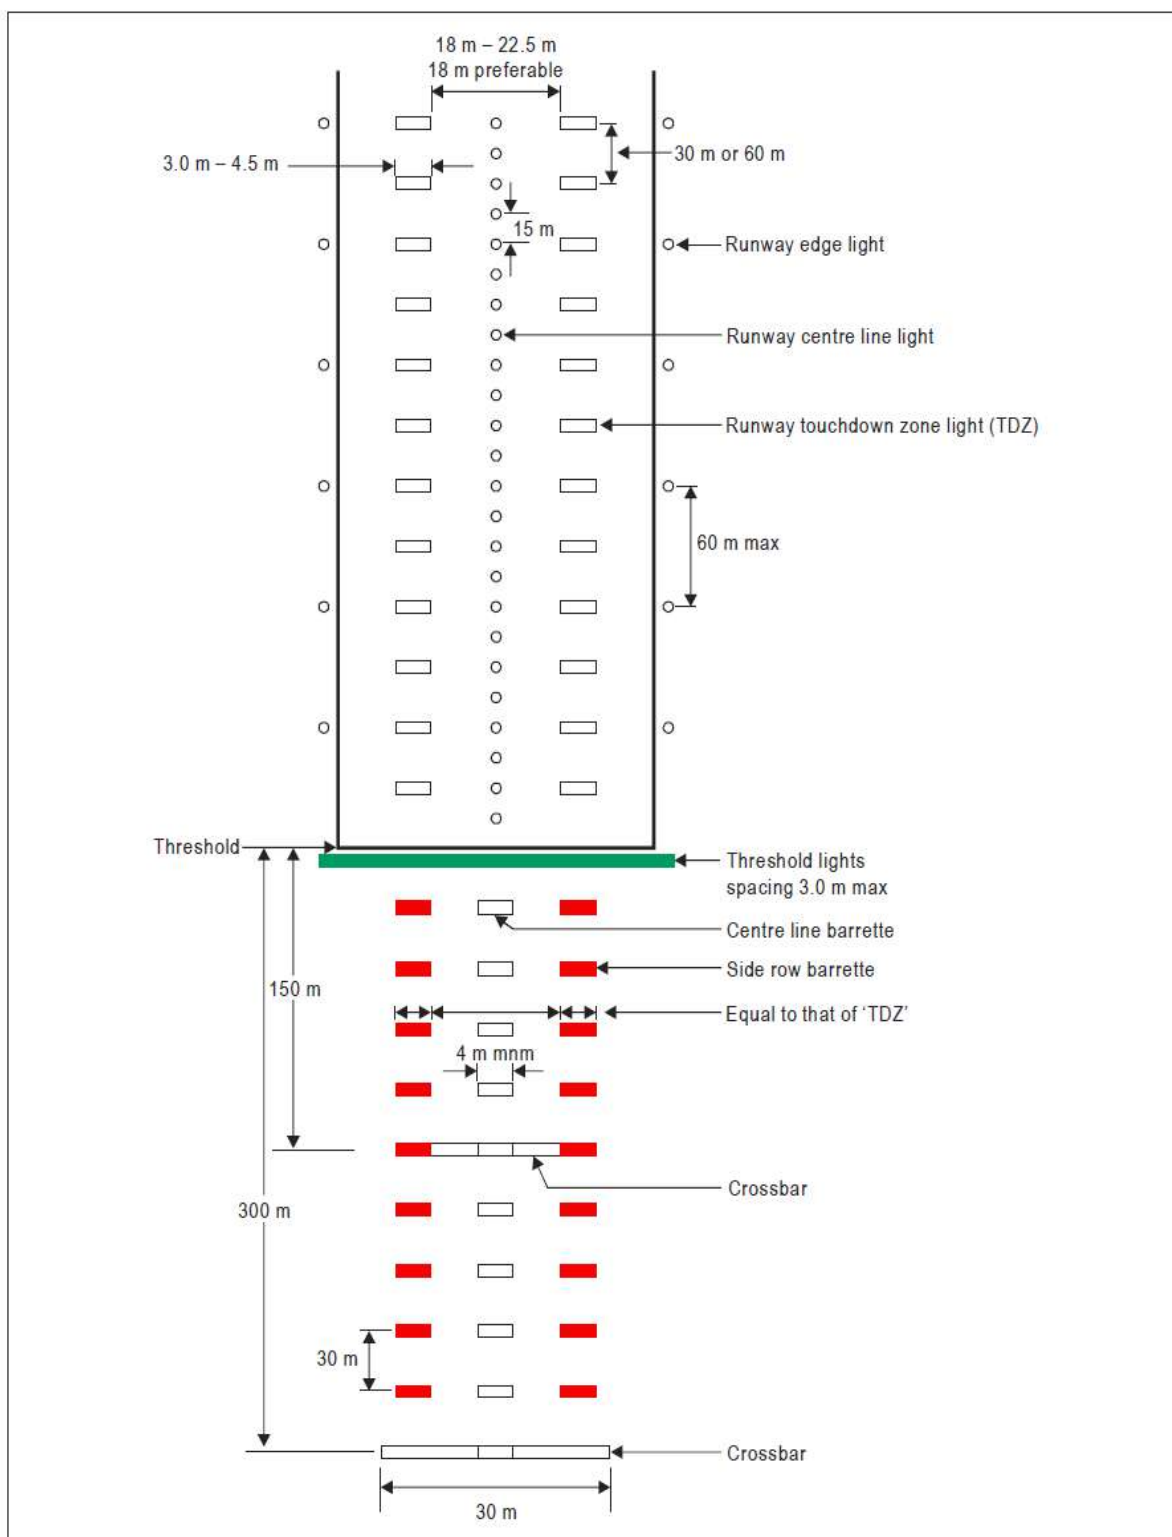 18 m – 22.5 m
18 m preferable
3.0 m – 4.5 m
30 m or 60 m
15 m
Runway edge light
Runway centre line light
Runway touchdown zone light (TDZ)
60 m max
Threshold
Threshold lights
spacing 3.0 m max
Centre line barrette
Side row barrette
150 m
Equal to that of ‘TDZ’
4 m mnm
Crossbar
300 m
30 m
Crossbar
30 m